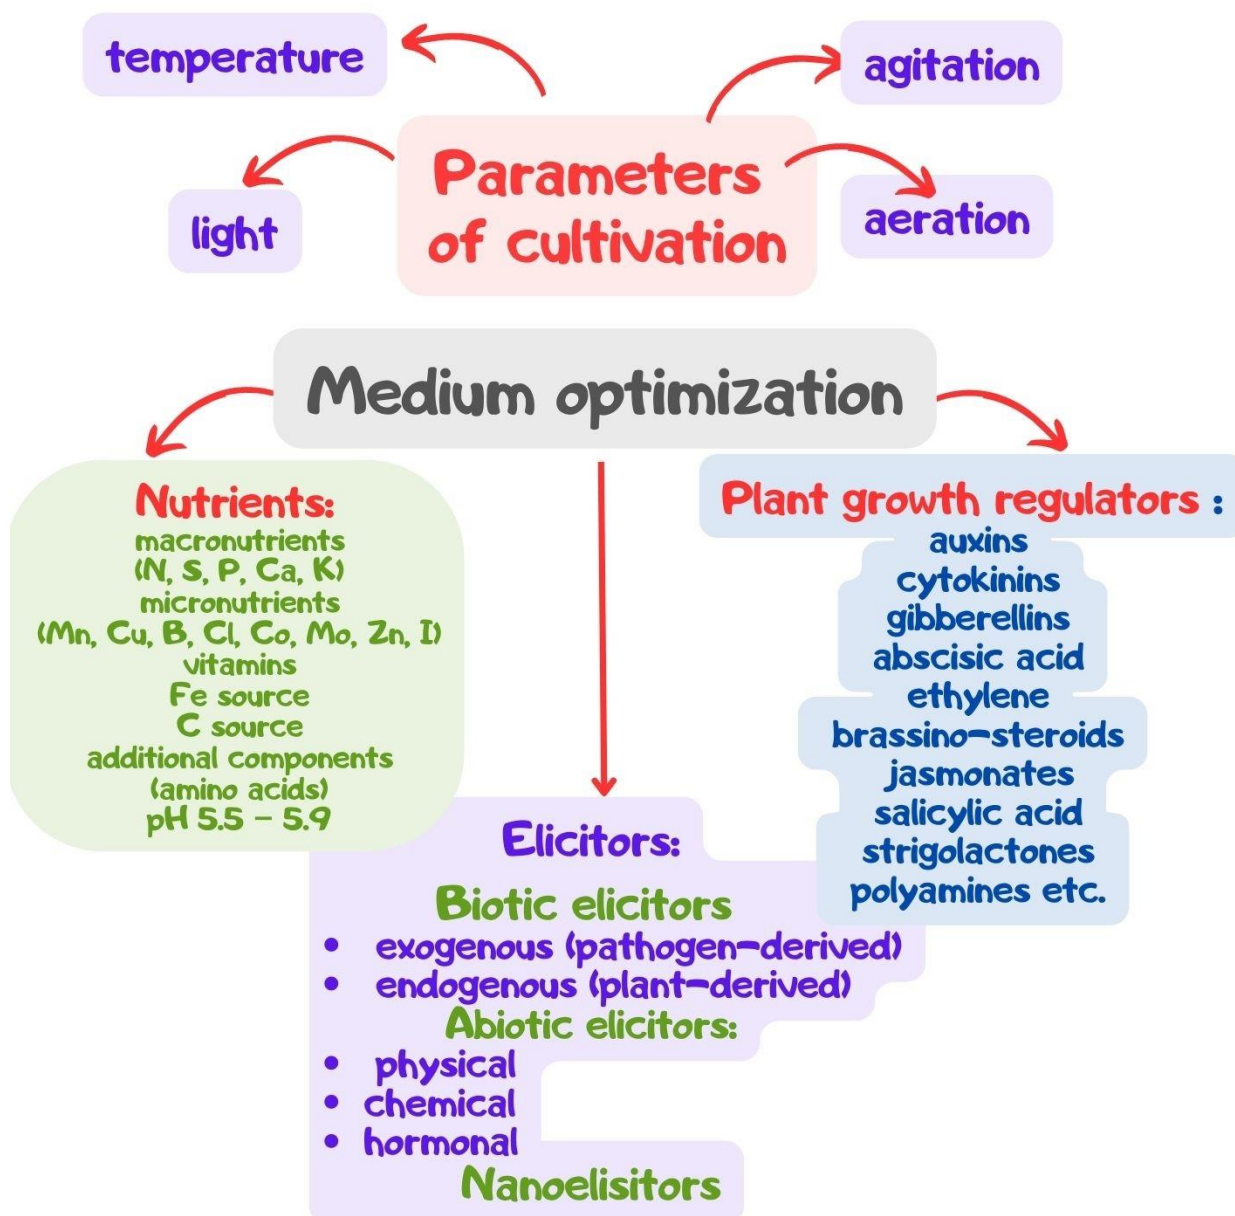 temperature
agitation
Parameters
of cultivation
light
aeration
Medium optimization
Nutrients:
macronutrients
(N, S, P, Ca, K)
micronutrients
(Mn, Cu, B, Cl, Co, Mo, Zn, I)
vitamins
Fe source
C source
additional components
(amino acids)
pH 5.5 – 5.9
Plant growth regulators :
auxins
cytokinins
gibberellins
abscisic acid
ethylene
brassino-steroids
jasmonates
salicylic acid
strigolactones
polyamines etc.
Elicitors:
Biotic elicitors
• exogenous (pathogen-derived)
• endogenous (plant-derived)
Abiotic elicitors:
• physical
• chemical
• hormonal
Nanoelisitors